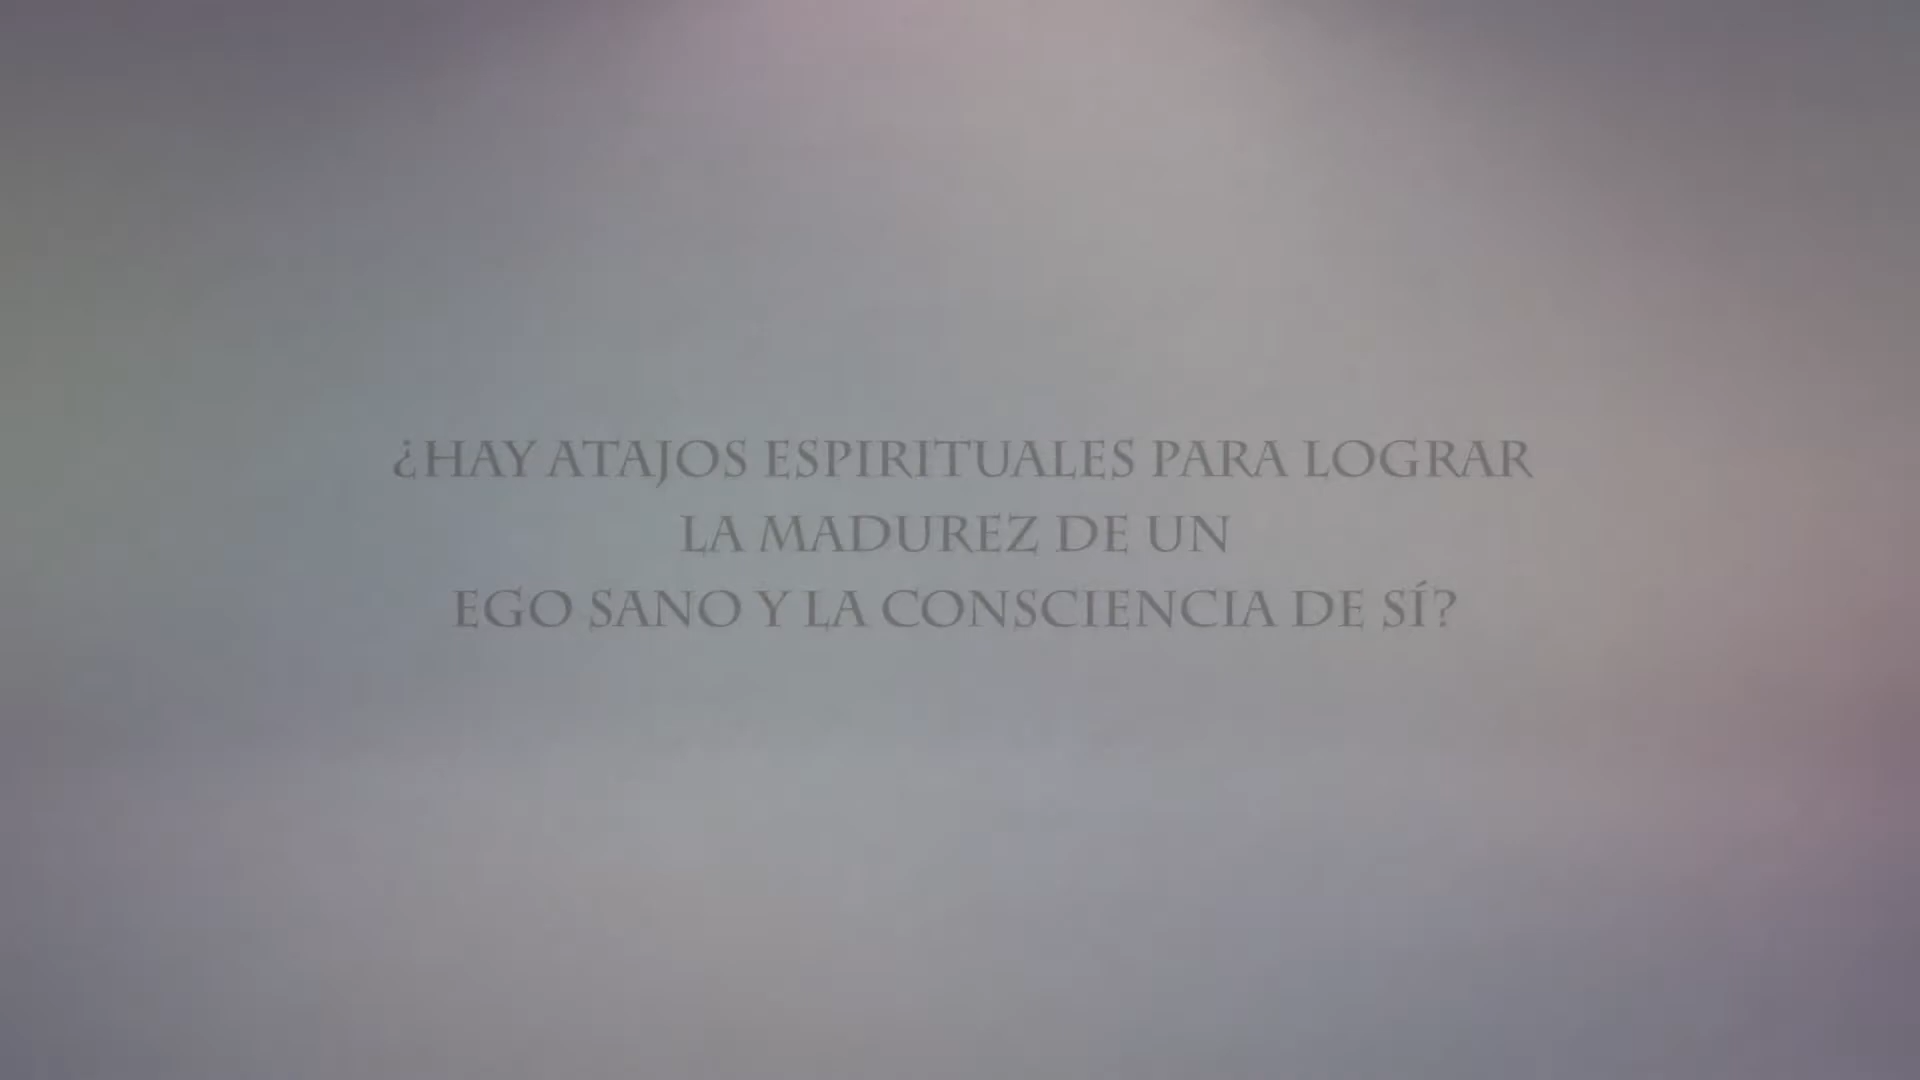 ¿HAY ATAJOS ESPIRITUALES PARA LOGRAR
LA MADUREZ DE UN
EGO SANO Y LA CONSCIENCIA DE SÍ?